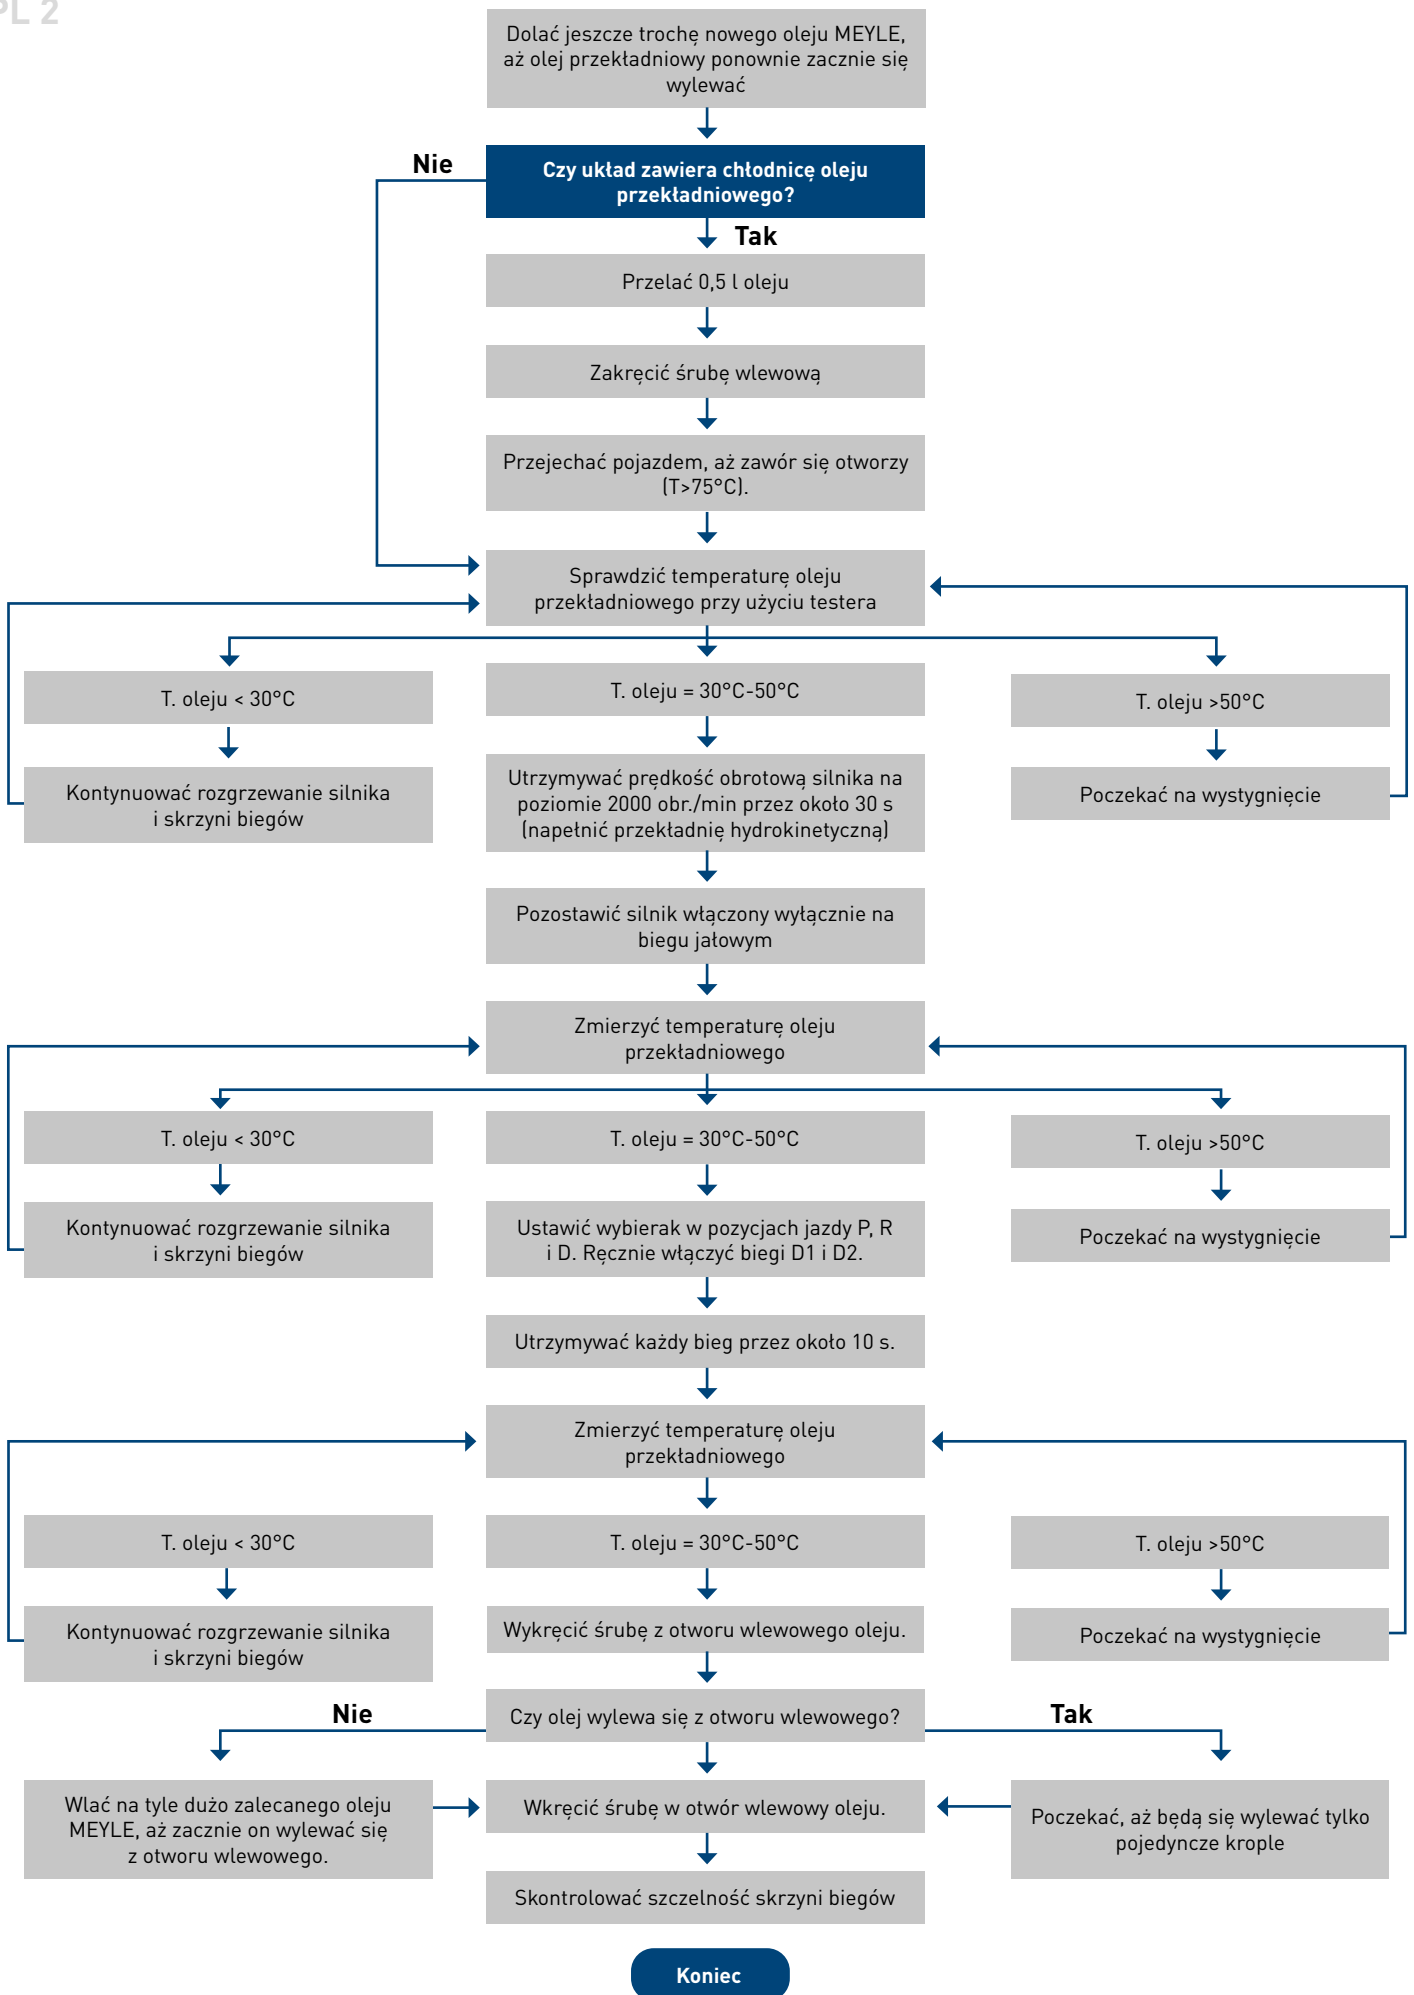 PL 2
Dolać jeszcze trochę nowego oleju MEYLE,
aż olej przekładniowy ponownie zacznie się
wylewać
Nie
Czy układ zawiera chłodnicę oleju
przekładniowego?
Tak
Przelać 0,5 l oleju
Zakręcić śrubę wlewową
Przejechać pojazdem, aż zawór się otworzy
(T>75°C).
Sprawdzić temperaturę oleju
przekładniowego przy użyciu testera
T. oleju < 30°C
T. oleju = 30°C-50°C
T. oleju >50°C
Kontynuować rozgrzewanie silnika
i skrzyni biegów
Utrzymywać prędkość obrotową silnika na
poziomie 2000 obr./min przez około 30 s
(napełnić przekładnię hydrokinetyczną)
Poczekać na wystygnięcie
Pozostawić silnik włączony wyłącznie na
biegu jałowym
Zmierzyć temperaturę oleju
przekładniowego
T. oleju < 30°C
T. oleju = 30°C-50°C
T. oleju >50°C
Kontynuować rozgrzewanie silnika
i skrzyni biegów
Ustawić wybierak w pozycjach jazdy P, R
i D. Ręcznie włączyć biegi D1 i D2.
Poczekać na wystygnięcie
Utrzymywać każdy bieg przez około 10 s.
Zmierzyć temperaturę oleju
przekładniowego
T. oleju < 30°C
T. oleju = 30°C-50°C
T. oleju >50°C
Kontynuować rozgrzewanie silnika
i skrzyni biegów
Wykręcić śrubę z otworu wlewowego oleju.
Poczekać na wystygnięcie
Nie
Czy olej wylewa się z otworu wlewowego?
Tak
Wlać na tyle dużo zalecanego oleju
MEYLE, aż zacznie on wylewać się
z otworu wlewowego.
Wkręcić śrubę w otwór wlewowy oleju.
Poczekać, aż będą się wylewać tylko
pojedyncze krople
Skontrolować szczelność skrzyni biegów
Koniec